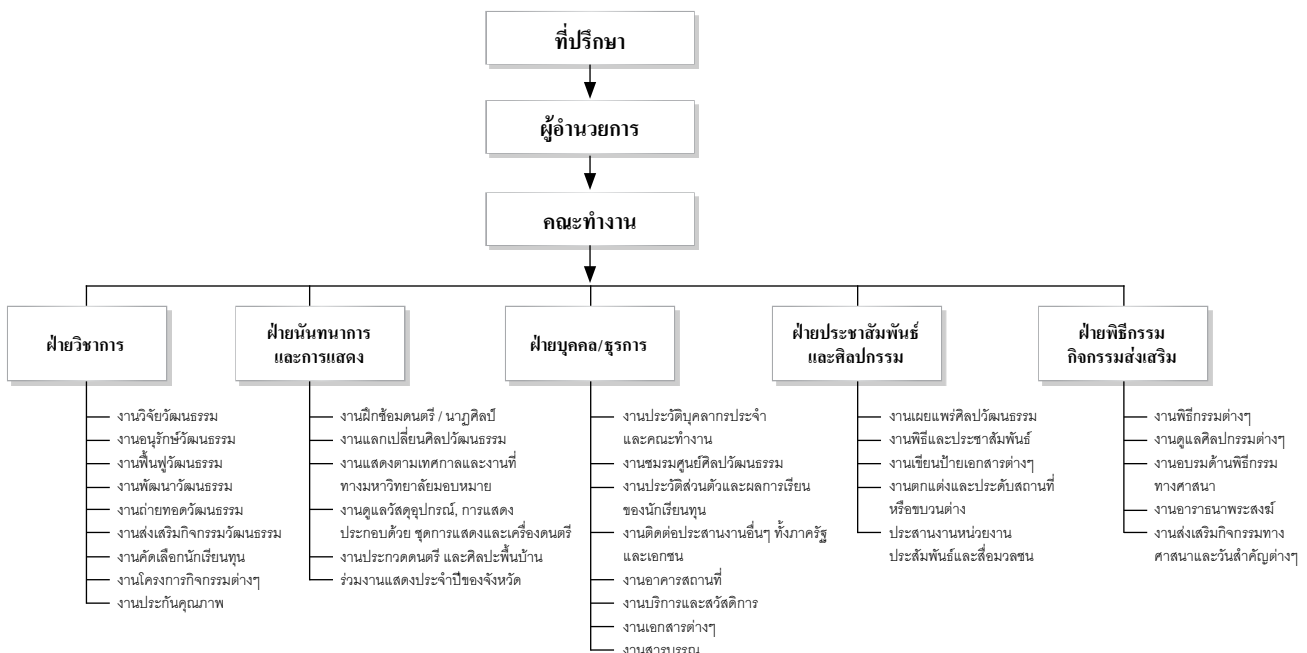 ที่ปรึกษา
ผู้อำนวยการ
คณะทำงาน
ฝ่ายวิชาการ
งานวิจัยวัฒนธรรม
งานอนุรักษ์วัฒนธรรม
งานฟื้นฟูวัฒนธรรม
งานพัฒนาวัฒนธรรม
งานถ่ายทอดวัฒนธรรม
งานส่งเสริมกิจกรรมวัฒนธรรม
งานคัดเลือกนักเรียนทุน
งานโครงการกิจกรรมต่างๆ
งานประกันคุณภาพ
ฝ่ายนันทนาการ
และการแสดง
งานฝึกซ้อมดนตรี / นาฏศิลป์
งานแลกเปลี่ยนศิลปวัฒนธรรม
งานแสดงตามเทศกาลและงานที่
ทางมหาวิทยาลัยมอบหมาย
งานดูแลวัสดุอุปกรณ์, การแสดง
ประกอบด้วย ชุดการแสดงและเครื่องดนตรี
งานประกวดดนตรี และศิลปะพื้นบ้าน
ร่วมงานแสดงประจำปีของจังหวัด
ฝ่ายบุคคล/ธุรการ
งานประวัติบุคลากรประจำ
และคณะทำงาน
งานชมรมศูนย์ศิลปวัฒนธรรม
งานประวัติส่วนตัวและผลการเรียน
ของนักเรียนทุน
งานติดต่อประสานงานอื่นๆ ทั้งภาครัฐ
และเอกชน
งานอาคารสถานที่
งานบริการและสวัสดิการ
งานเอกสารต่างๆ
งานสารบรรณ
ฝ่ายประชาสัมพันธ์
และศิลปกรรม
งานเผยแพร่ศิลปวัฒนธรรม
งานพิธีและประชาสัมพันธ์
งานเขียนป้ายเอกสารต่างๆ
งานตกแต่งและประดับสถานที่
หรือขบวนต่าง
ประสานงานหน่วยงาน
ประสัมพันธ์และสื่อมวลชน
ฝ่ายพิธีกรรม
กิจกรรมส่งเสริม
งานพิธีกรรมต่างๆ
งานดูแลศิลปกรรมต่างๆ
งานอบรมด้านพิธีกรรม
ทางศาสนา
งานอาราธนาพระสงฆ์
งานส่งเสริมกิจกรรมทาง
ศาสนาและวันสำคัญต่างๆ